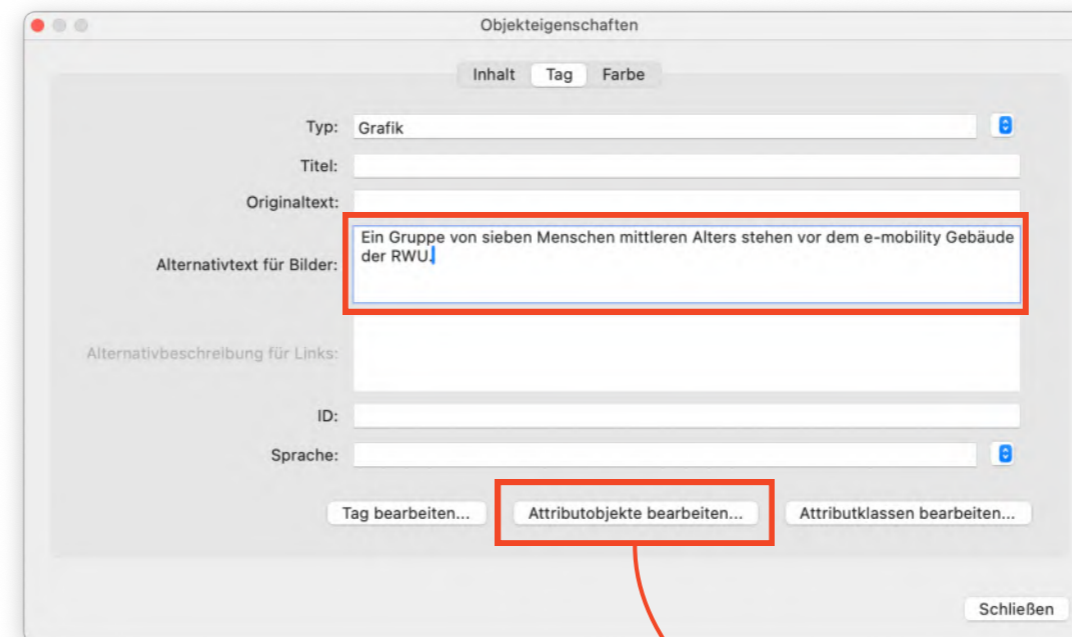 Objekteigenschaften
Inhalt Tag Farbe
Typ: Grafik
Titel:
Originaltext:
Alternativtext für Bilder: Ein Gruppe von sieben Menschen mittleren Alters stehen vor dem e-mobility Gebäude
der RWU.
Alternativbeschreibung für Links:
ID:
Sprache:
Tag bearbeiten... Attributobjekte bearbeiten... Attributklassen bearbeiten...
Schließen